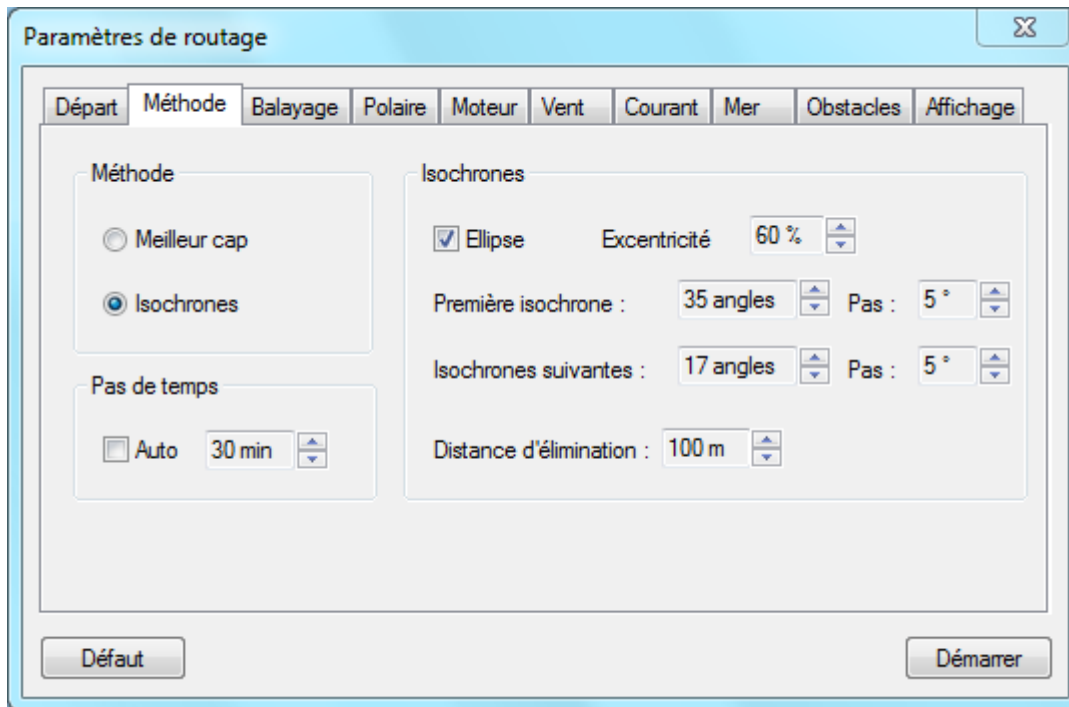 Paramètres de routage
Départ Méthode Balayage Polaire Moteur Vent Courant Mer Obstacles Affichage
Méthode
Meilleur cap
Isochrones
Pas de temps
Auto 30 min
Isochrones
Ellipse Excentricité 60 %
Première isochrone : 35 angles Pas : 5 °
Isochrones suivantes : 17 angles Pas : 5 °
Distance d'élimination : 100 m
Défaut Démarrer